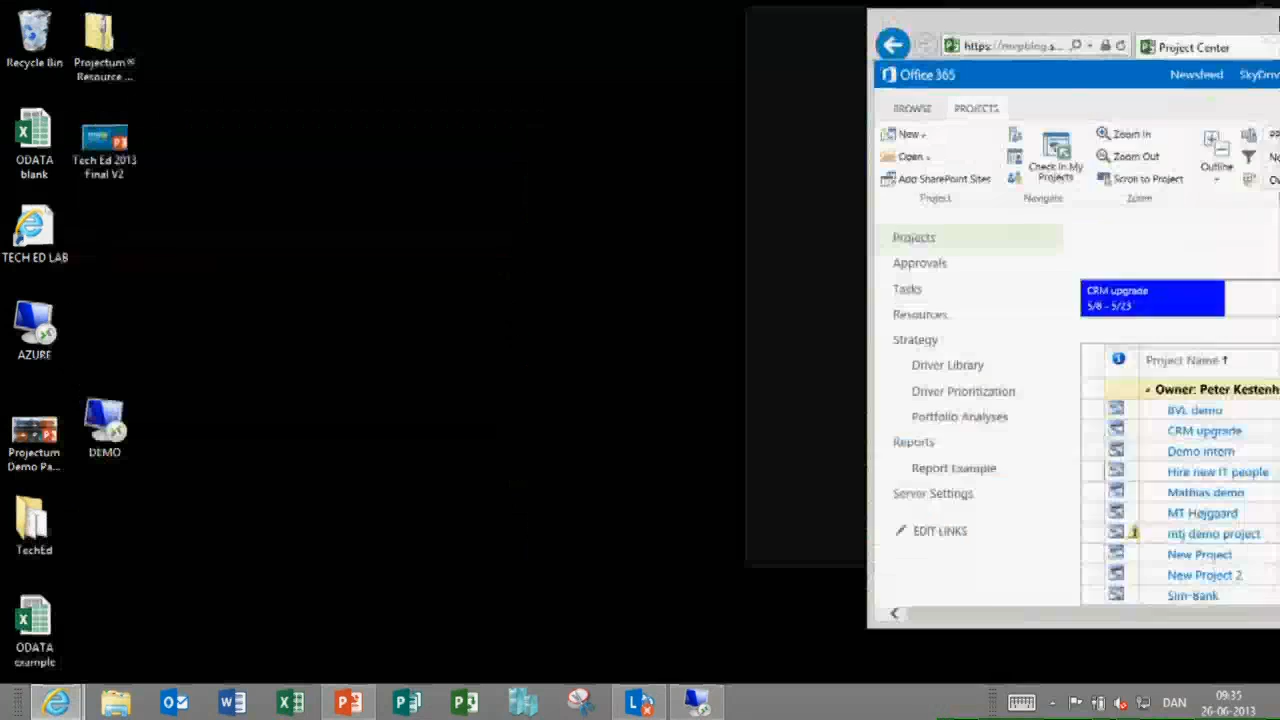 Recycle Bin
Projectum®
Resource ...
ODATA
blank
Tech Ed 2013
Final V2
TECH ED LAB
AZURE
Projectum
Demo Pa...
DEMO
TechEd
ODATA
example
Project Center
Office 365
Newsfeed
SkyDriv
BROWSE
PROJECTS
New
Open
Add SharePoint Sites
Project
Check in My
Projects
Navigate
Zoom In
Zoom Out
Scroll to Project
Zoom
Outline
Projects
Approvals
Tasks
Resources
Strategy
Driver Library
Driver Prioritization
Portfolio Analyses
Reports
Report Example
Server Settings
EDIT LINKS
CRM upgrade
5/8 - 5/23
Project Name ↑
Owner: Peter Kestenh
BVL demo
CRM upgrade
Demo intern
Hire new IT people
Mathias demo
MT Højgaard
mtj demo project
New Project
New Project 2
Sim-Bank
DAN
09:35
26-06-2013